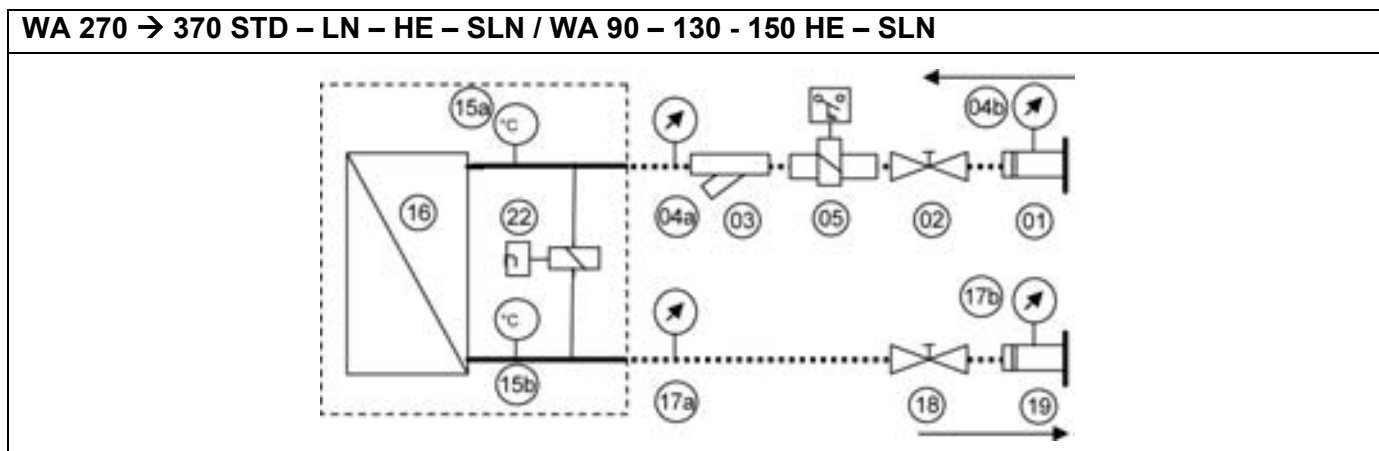 WA 270 → 370 STD – LN – HE – SLN / WA 90 – 130 - 150 HE – SLN
15a
°C
04b
16
22
04a
03
05
02
01
°C
17b
15b
17a
18
19